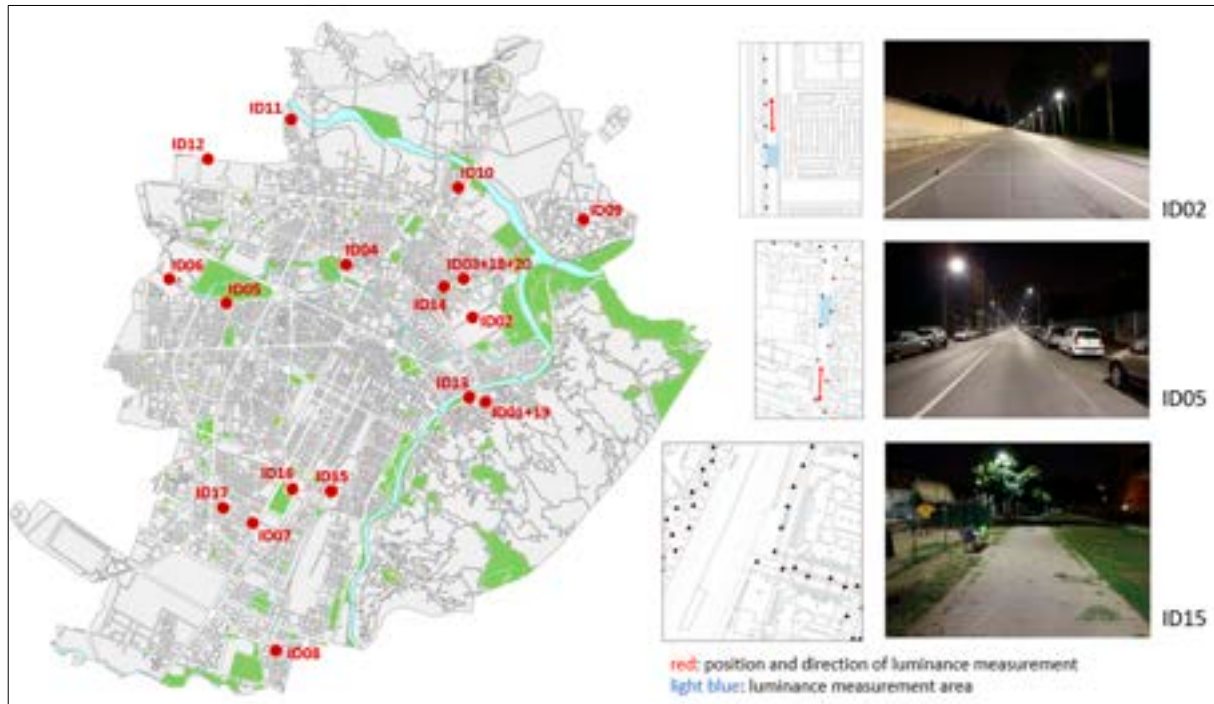 ID11
ID12
ID10
ID09
ID04
ID06
ID03+18+20
ID05
ID14
ID02
ID13
ID01+19
ID16
ID15
ID17
ID07
ID08
ID02
ID05
ID15
red: position and direction of luminance measurement
light blue: luminance measurement area